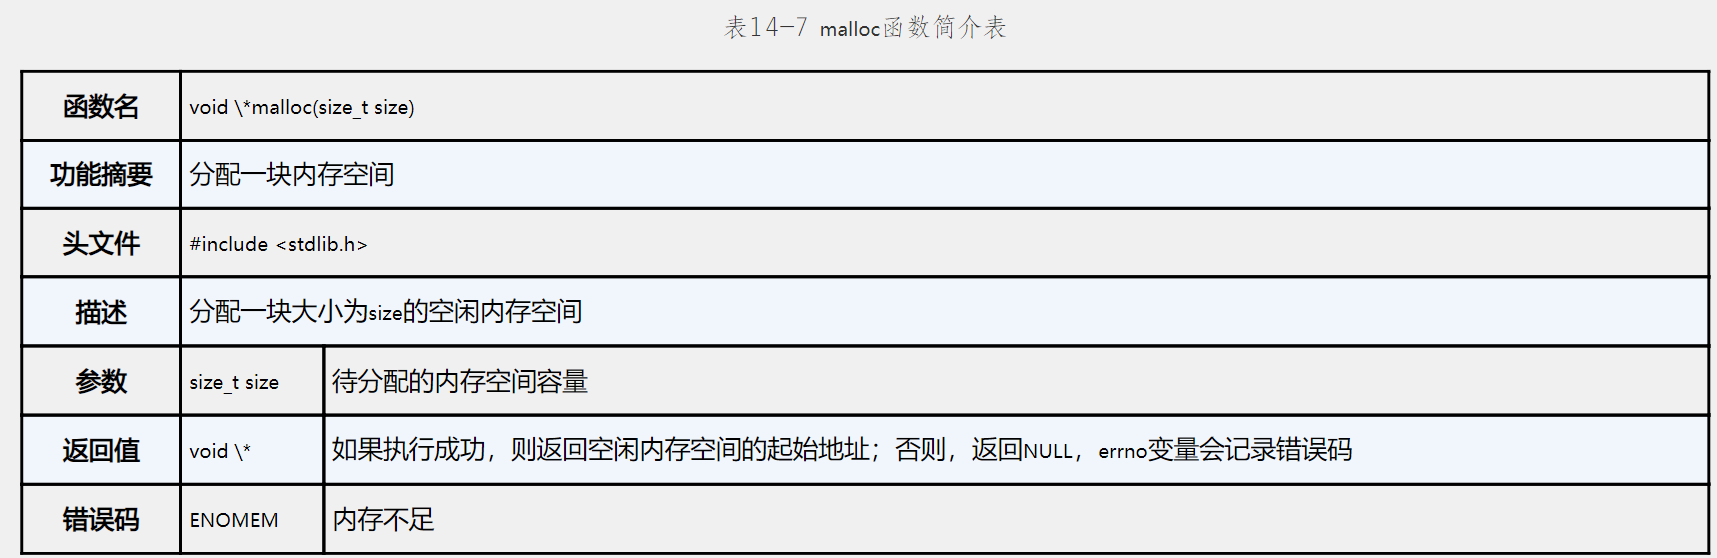 表14-7 malloc函数简介表
函数名 void \*malloc(size_t size)
功能摘要 分配一块内存空间
头文件 #include <stdlib.h>
描述 分配一块大小为size的空闲内存空间
参数 size_t size 待分配的内存空间容量
返回值 void \* 如果执行成功，则返回空闲内存空间的起始地址；否则，返回NULL，errno变量会记录错误码
错误码 ENOMEM 内存不足